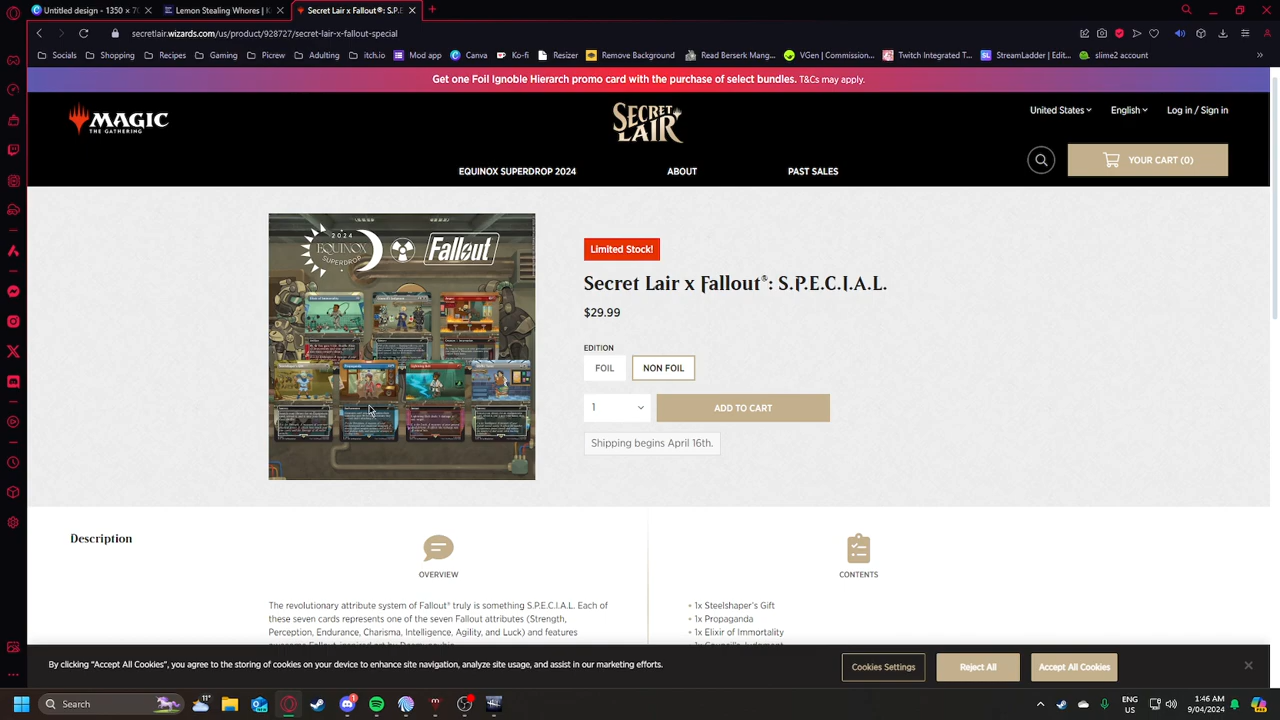 Untitled design - 1350 × 7
Lemon Stealing Whores | K
Secret Lair x Fallout®: S.P.E.
secretlair.wizards.com/us/product/928727/secret-lair-x-fallout-special
Socials
Shopping
Recipes
Gaming
Picrew
Adulting
itch.io
Mod app
Canva
Ko-fi
Resizer
Remove Background
Read Berserk Mang...
VGen | Commission...
Twitch Integrated T...
StreamLadder | Edit...
slime2 account
Get one Foil Ignoble Hierarch promo card with the purchase of select bundles. T&Cs may apply.
MAGIC
THE GATHERING
SECRET
LAIR
United States
English
Log in / Sign in
YOUR CART (0)
EQUINOX SUPERDROP 2024
ABOUT
PAST SALES
2024
EQUINOX
SUPERDROP
Fallout
Limited Stock!
Secret Lair x Fallout®: S.P.E.C.I.A.L.
$29.99
EDITION
FOIL
NON FOIL
1
ADD TO CART
Shipping begins April 16th.
Description
OVERVIEW
CONTENTS
The revolutionary attribute system of Fallout® truly is something S.P.E.C.I.A.L. Each of
these seven cards represents one of the seven Fallout attributes (Strength,
Perception, Endurance, Charisma, Intelligence, Agility, and Luck) and features
• 1x Steelshaper's Gift
• 1x Propaganda
• 1x Elixir of Immortality
By clicking “Accept All Cookies”, you agree to the storing of cookies on your device to enhance site navigation, analyze site usage, and assist in our marketing efforts.
Cookies Settings
Reject All
Accept All Cookies
Search
11°
1
ENG
US
1:46 AM
9/04/2024